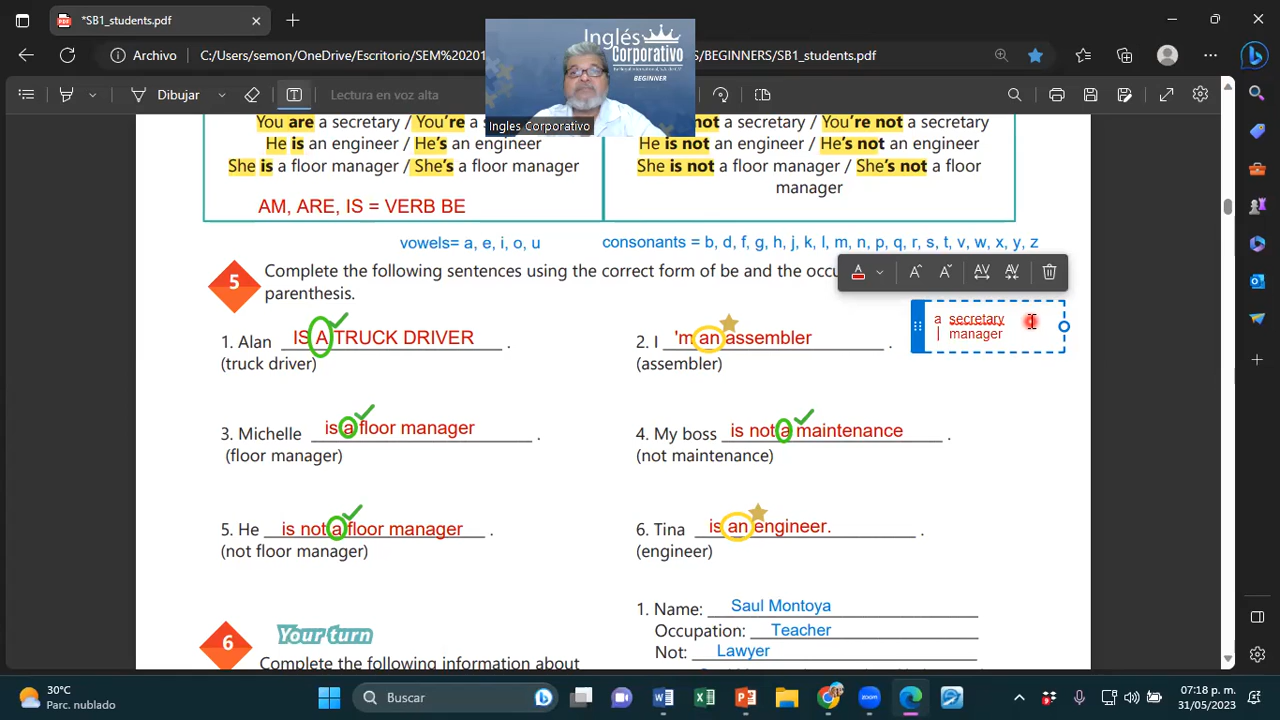 *SB1_students.pdf
Archivo
C:/Users/semon/OneDrive/Escritorio/SEM%2020
S/BEGINNERS/SB1_students.pdf
Inglés
Corporativo
BEGINNER
Ingles Corporativo
Dibujar
Lectura en voz alta
You are a secretary / You're a secretary
He is an engineer / He's an engineer
She is a floor manager / She's a floor manager
AM, ARE, IS = VERB BE
not a secretary / You're not a secretary
He is not an engineer / He's not an engineer
She is not a floor manager / She's not a floor
manager
vowels= a, e, i, o, u
consonants = b, d, f, g, h, j, k, l, m, n, p, q, r, s, t, v, w, x, y, z
5
Complete the following sentences using the correct form of be and the occu
parenthesis.
a secretary
manager
1. Alan IS A TRUCK DRIVER .
(truck driver)
2. I 'm an assembler .
(assembler)
3. Michelle is a floor manager .
(floor manager)
4. My boss is not a maintenance .
(not maintenance)
5. He is not a floor manager .
(not floor manager)
6. Tina is an engineer. .
(engineer)
6
Your turn
Complete the following information about
1. Name: Saul Montoya
Occupation: Teacher
Not: Lawyer
30°C
Parc. nublado
Buscar
07:18 p. m.
31/05/2023